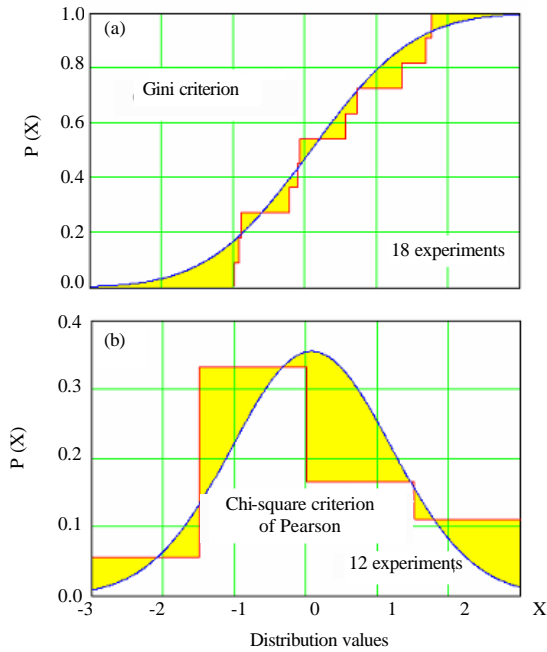 1.0
(a)
0.8
Gini criterion
0.6
P (X)
0.4
0.2
18 experiments
0.0
0.4
(b)
0.3
P (X)
0.2
Chi-square criterion
of Pearson
0.1
12 experiments
0.0
-3 -2 -1 0 1 2 X
Distribution values